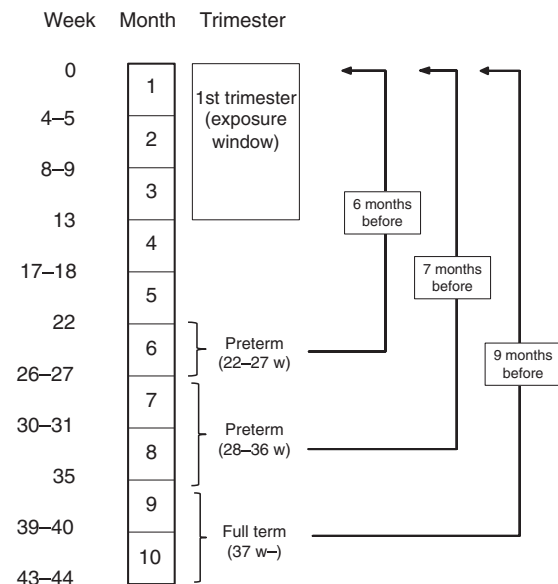 Week Month Trimester
0
1
1st trimester
(exposure
window)
4–5
2
8–9
3
6 months
before
13
4
7 months
before
17–18
5
22
6
Preterm
(22–27 w)
9 months
before
26–27
7
30–31
8
Preterm
(28–36 w)
35
9
39–40
Full term
(37 w–)
10
43–44